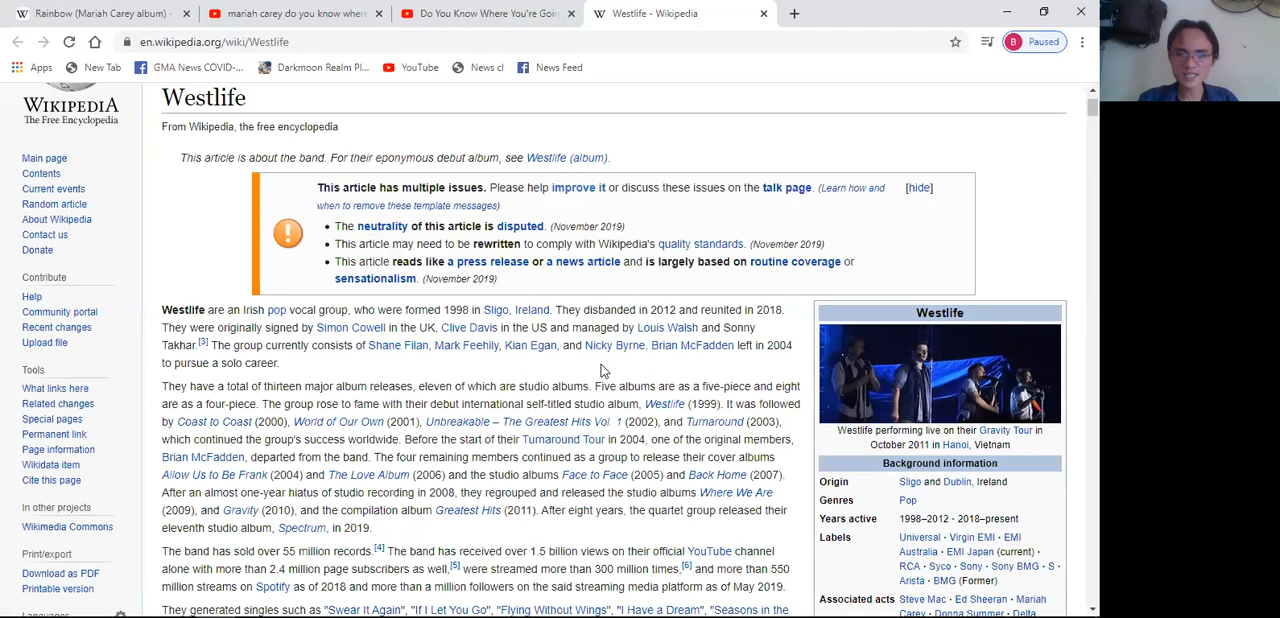 Rainbow (Mariah Carey album) -
mariah carey do you know where
Do You Know Where You're Goin
Westlife - Wikipedia
en.wikipedia.org/wiki/Westlife
B Paused
Apps
New Tab
GMA News COVID-...
Darkmoon Realm Pl...
YouTube
News Feed
WIKIPEDIA
The Free Encyclopedia
Main page
Contents
Current events
Random article
About Wikipedia
Contact us
Donate
Contribute
Help
Community portal
Recent changes
Upload file
Tools
What links here
Related changes
Special pages
Permanent link
Page information
Wikidata item
Cite this page
In other projects
Wikimedia Commons
Print/export
Download as PDF
Printable version
Languages
Westlife
From Wikipedia, the free encyclopedia
This article is about the band. For their eponymous debut album, see Westlife (album).
This article has multiple issues. Please help improve it or discuss these issues on the talk page. (Learn how and [hide]
when to remove these template messages)
• The neutrality of this article is disputed. (November 2019)
• This article may need to be rewritten to comply with Wikipedia's quality standards. (November 2019)
• This article reads like a press release or a news article and is largely based on routine coverage or
sensationalism. (November 2019)
Westlife are an Irish pop vocal group, who were formed 1998 in Sligo, Ireland. They disbanded in 2012 and reunited in 2018.
They were originally signed by Simon Cowell in the UK, Clive Davis in the US and managed by Louis Walsh and Sonny
Takhar.[3] The group currently consists of Shane Filan, Mark Feehily, Kian Egan, and Nicky Byrne. Brian McFadden left in 2004
to pursue a solo career.
They have a total of thirteen major album releases, eleven of which are studio albums. Five albums are as a five-piece and eight
are as a four-piece. The group rose to fame with their debut international self-titled studio album, Westlife (1999). It was followed
by Coast to Coast (2000), World of Our Own (2001), Unbreakable – The Greatest Hits Vol. 1 (2002), and Turnaround (2003),
which continued the group's success worldwide. Before the start of their Turnaround Tour in 2004, one of the original members,
Brian McFadden, departed from the band. The four remaining members continued as a group to release their cover albums
Allow Us to Be Frank (2004) and The Love Album (2006) and the studio albums Face to Face (2005) and Back Home (2007).
After an almost one-year hiatus of studio recording in 2008, they regrouped and released the studio albums Where We Are
(2009), and Gravity (2010), and the compilation album Greatest Hits (2011). After eight years, the quartet group released their
eleventh studio album, Spectrum, in 2019.
The band has sold over 55 million records.[4] The band has received over 1.5 billion views on their official YouTube channel
along with more than 2.4 million page subscribers as well,[5] were streamed more than 300 million times,[6] and more than 550
million streams on Spotify as of 2018 and more than a million followers on the said streaming media platform as of May 2019.
They generated singles such as "Swear It Again", "If I Let You Go", "Flying Without Wings", "I Have a Dream", "Seasons in the
Westlife
Westlife performing live on their Gravity Tour in
October 2011 in Hanoi, Vietnam
Background information
Origin Sligo and Dublin, Ireland
Genres Pop
Years active 1998–2012 · 2018–present
Labels Universal · Virgin EMI · EMI
Australia · EMI Japan (current) ·
RCA · Syco · Sony · Sony BMG · S ·
Arista · BMG (Former)
Associated acts Steve Mac · Ed Sheeran · Mariah
Carey · Donna Summer · Delta